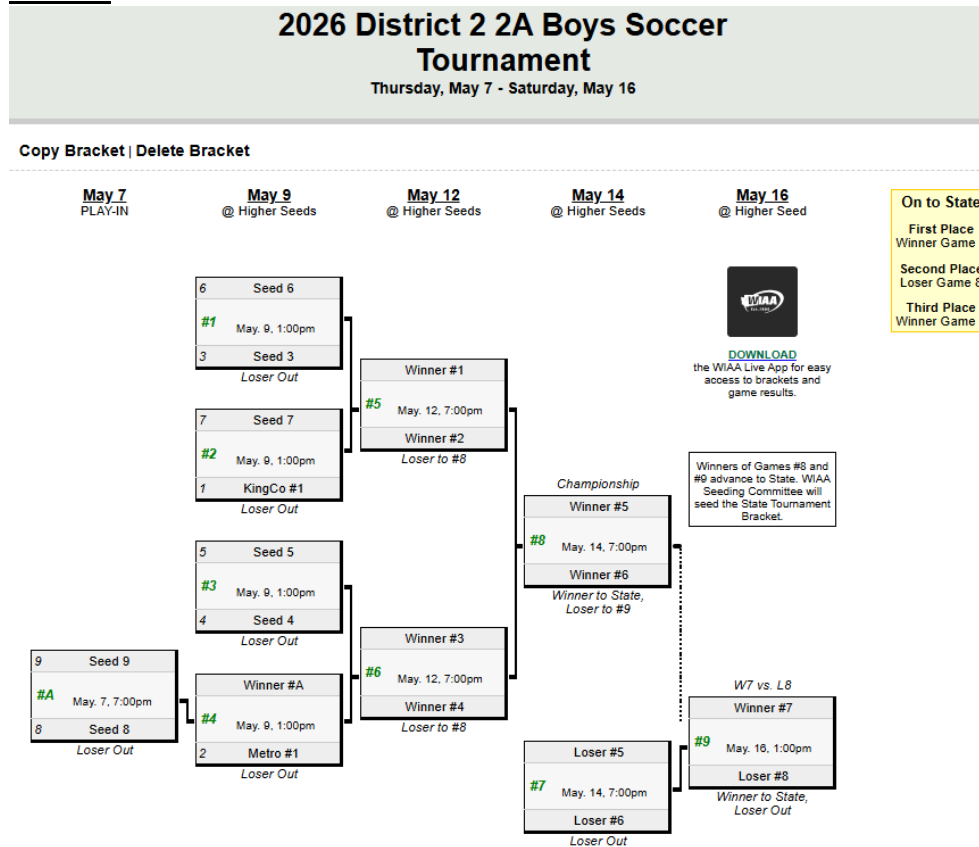 2026 District 2 2A Boys Soccer
Tournament
Thursday, May 7 - Saturday, May 16
Copy Bracket | Delete Bracket
May 7
PLAY-IN
May 9
@ Higher Seeds
May 12
@ Higher Seeds
May 14
@ Higher Seeds
May 16
@ Higher Seed
On to State
First Place
Winner Game
Second Place
Loser Game 8
Third Place
Winner Game
WIAA
DOWNLOAD
the WIAA Live App for easy
access to brackets and
game results.
6 Seed 6
#1 May. 9, 1:00pm
3 Seed 3
Loser Out
7 Seed 7
#2 May. 9, 1:00pm
1 KingCo #1
Loser Out
5 Seed 5
#3 May. 9, 1:00pm
4 Seed 4
Loser Out
9 Seed 9
#A May. 7, 7:00pm
8 Seed 8
Loser Out
Winner #A
#4 May. 9, 1:00pm
2 Metro #1
Loser Out
Winner #1
#5 May. 12, 7:00pm
Winner #2
Loser to #8
Winner #3
#6 May. 12, 7:00pm
Winner #4
Loser to #8
Championship
Winner #5
#8 May. 14, 7:00pm
Winner #6
Winner to State,
Loser to #9
Loser #5
#7 May. 14, 7:00pm
Loser #6
Loser Out
Winners of Games #8 and
#9 advance to State. WIAA
Seeding Committee will
seed the State Tournament
Bracket.
W7 vs. L8
Winner #7
#9 May. 16, 1:00pm
Loser #8
Winner to State,
Loser Out